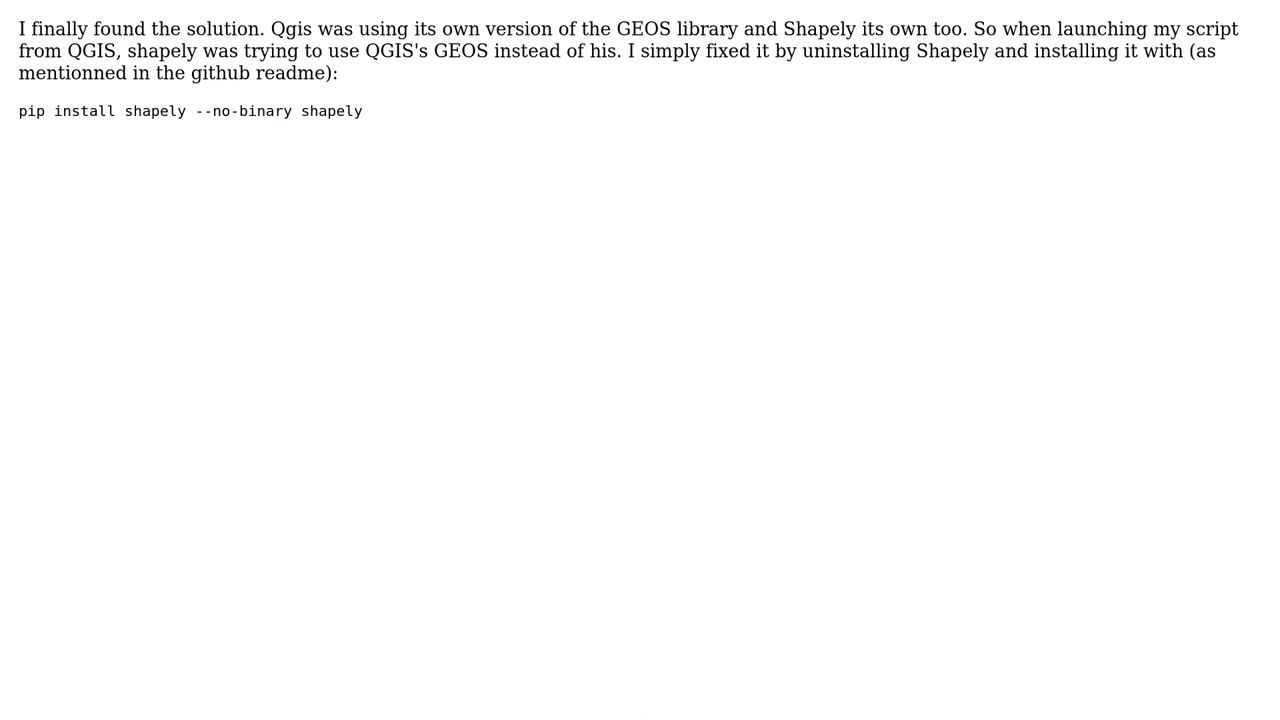 I finally found the solution. Qgis was using its own version of the GEOS library and Shapely its own too. So when launching my script
from QGIS, shapely was trying to use QGIS's GEOS instead of his. I simply fixed it by uninstalling Shapely and installing it with (as
mentionned in the github readme):
pip install shapely --no-binary shapely